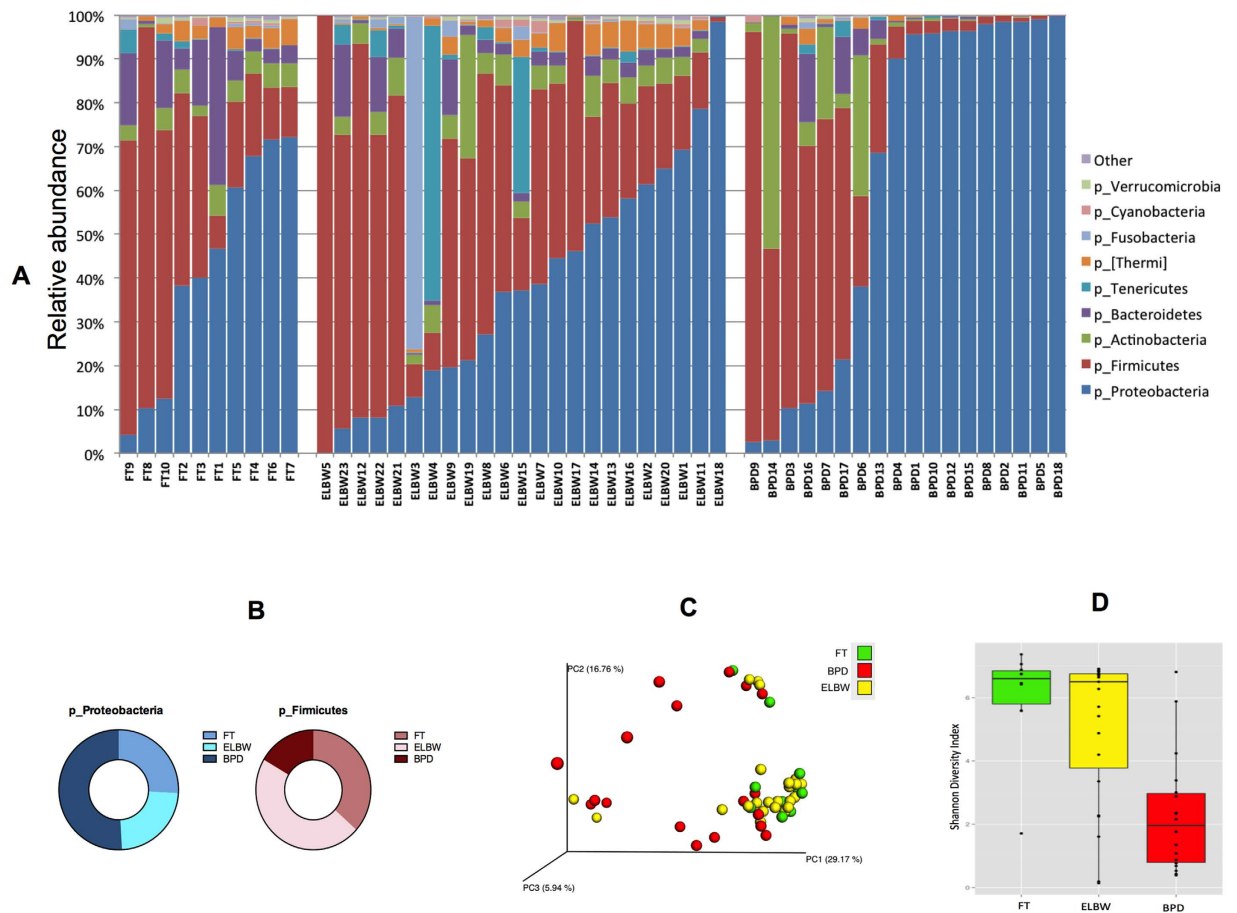 A
Relative abundance
100%
90%
80%
70%
60%
50%
40%
30%
20%
10%
0%
FT9
FT8
FT10
FT2
FT3
FT1
FT5
FT4
FT6
FT7
ELBW5
ELBW23
ELBW12
ELBW22
ELBW21
ELBW3
ELBW4
ELBW9
ELBW19
ELBW8
ELBW6
ELBW15
ELBW7
ELBW10
ELBW17
ELBW14
ELBW13
ELBW16
ELBW2
ELBW20
ELBW1
ELBW11
ELBW18
BPD9
BPD14
BPD3
BPD16
BPD7
BPD17
BPD6
BPD13
BPD4
BPD1
BPD10
BPD12
BPD15
BPD8
BPD2
BPD11
BPD5
BPD18
Other
p_Verrucomicrobia
p_Cyanobacteria
p_Fusobacteria
p_[Thermi]
p_Tenericutes
p_Bacteroidetes
p_Actinobacteria
p_Firmicutes
p_Proteobacteria
B
p_Proteobacteria
FT
ELBW
BPD
p_Firmicutes
FT
ELBW
BPD
C
FT
BPD
ELBW
PC2 (16.76 %)
PC1 (29.17 %)
PC3 (5.94 %)
D
Shannon Diversity Index
6
4
2
0
FT
ELBW
BPD